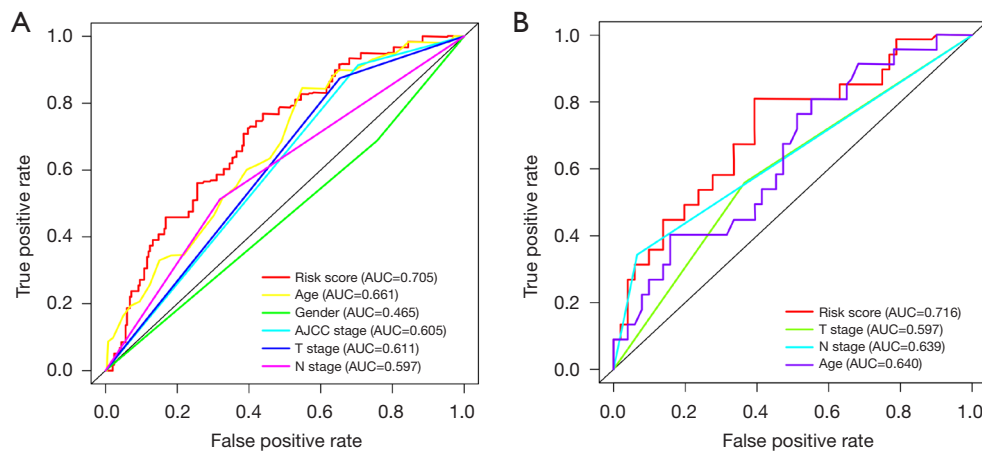 A
True positive rate
1.0
0.8
0.6
0.4
0.2
0.0
Risk score (AUC=0.705)
Age (AUC=0.661)
Gender (AUC=0.465)
AJCC stage (AUC=0.605)
T stage (AUC=0.611)
N stage (AUC=0.597)
0.0 0.2 0.4 0.6 0.8 1.0
False positive rate
B
True positive rate
1.0
0.8
0.6
0.4
0.2
0.0
Risk score (AUC=0.716)
T stage (AUC=0.597)
N stage (AUC=0.639)
Age (AUC=0.640)
0.0 0.2 0.4 0.6 0.8 1.0
False positive rate